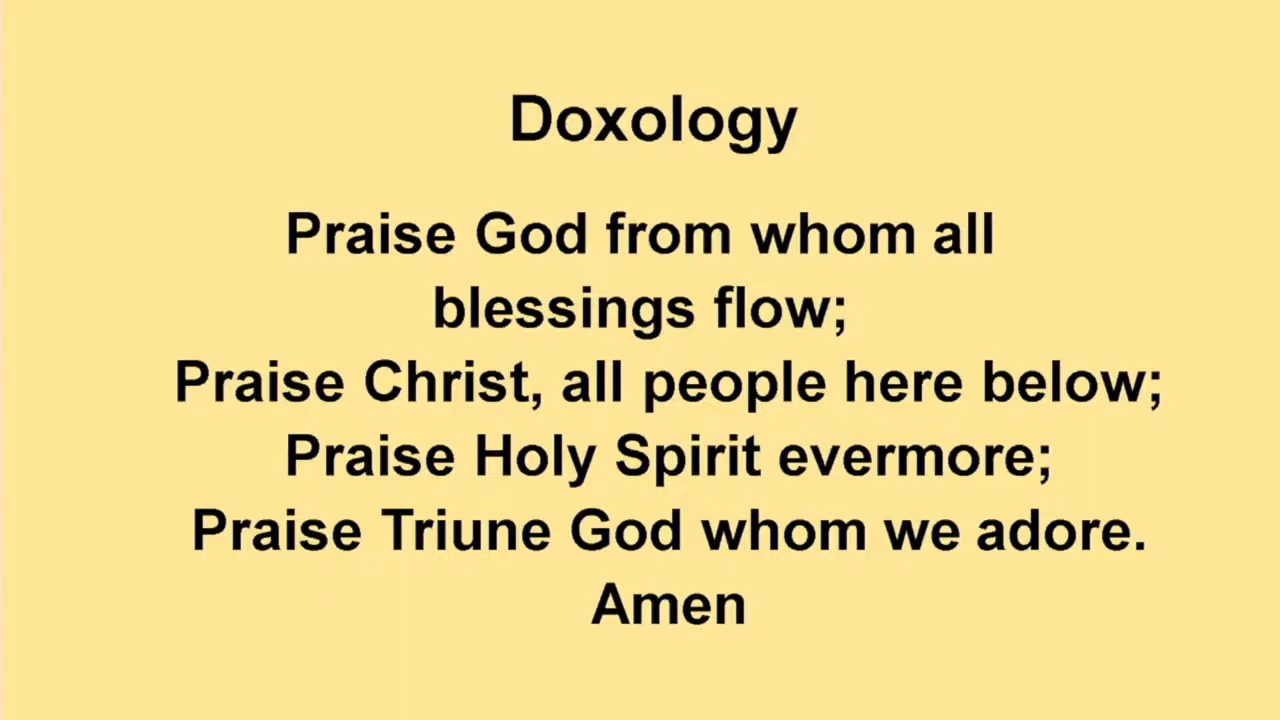 Doxology
Praise God from whom all
blessings flow;
Praise Christ, all people here below;
Praise Holy Spirit evermore;
Praise Triune God whom we adore.
Amen